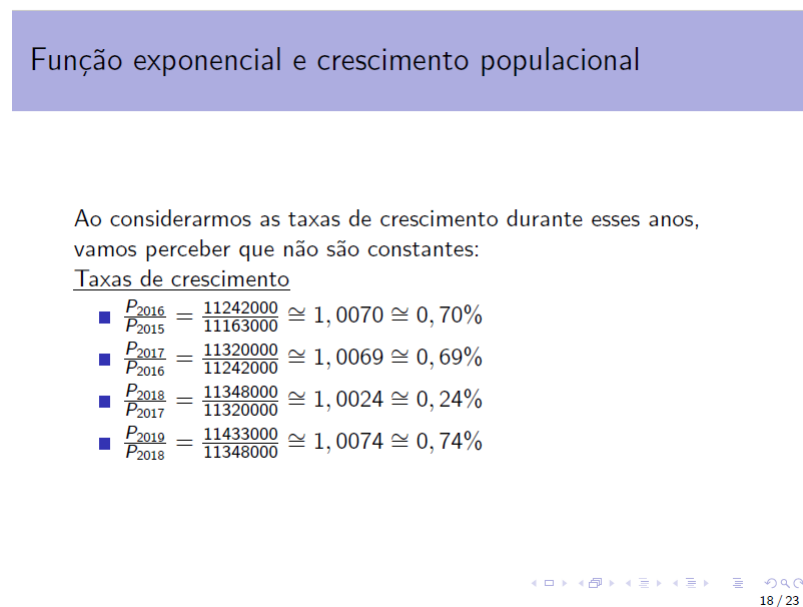 Função exponencial e crescimento populacional
Ao considerarmos as taxas de crescimento durante esses anos,
vamos perceber que não são constantes:
Taxas de crescimento
P₂₀₁₆/P₂₀₁₅ = 11242000/11163000 ≅ 1,0070 ≅ 0,70%
P₂₀₁₇/P₂₀₁₆ = 11320000/11242000 ≅ 1,0069 ≅ 0,69%
P₂₀₁₈/P₂₀₁₇ = 11348000/11320000 ≅ 1,0024 ≅ 0,24%
P₂₀₁₉/P₂₀₁₈ = 11433000/11348000 ≅ 1,0074 ≅ 0,74%
18 / 23